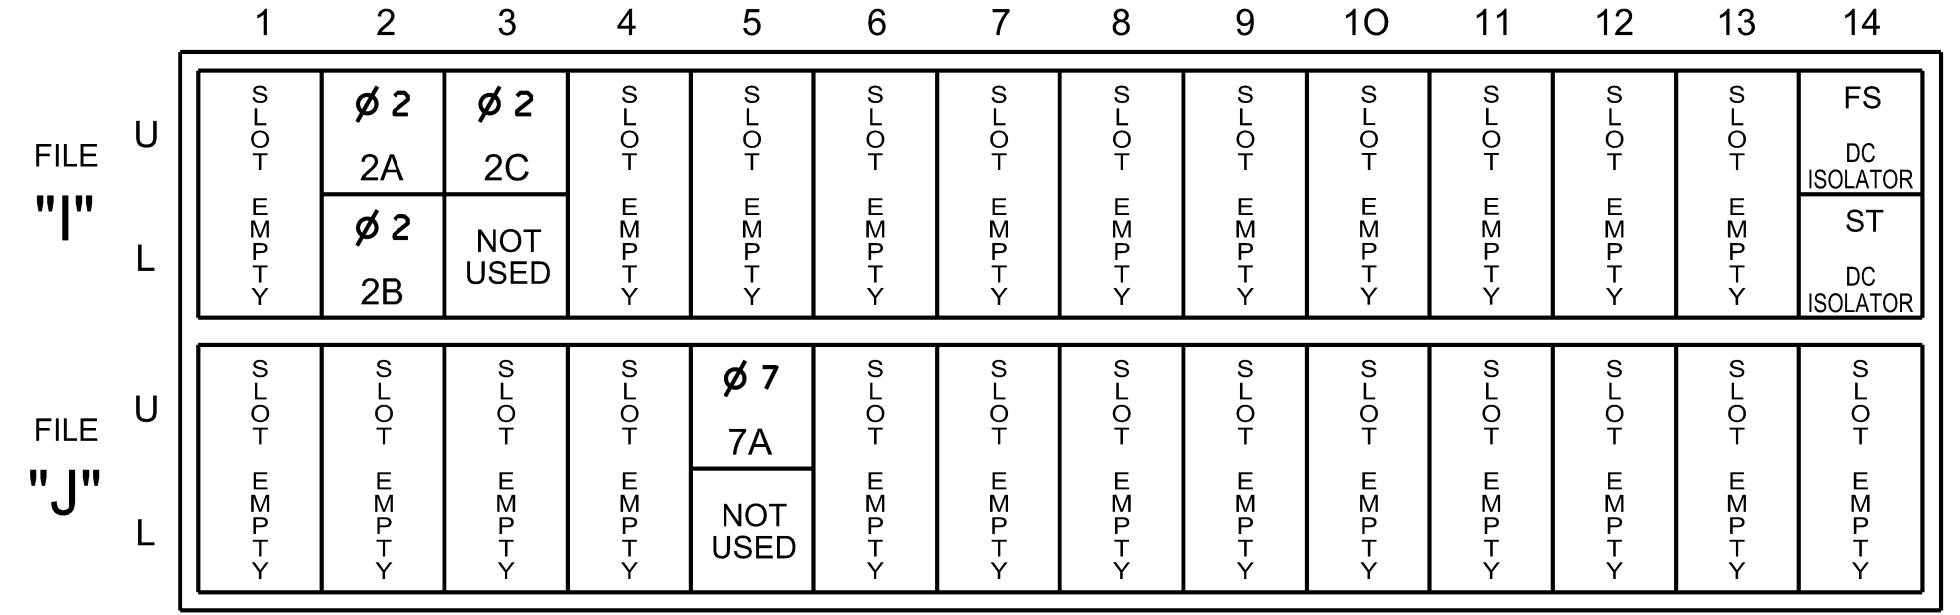 1 2 3 4 5 6 7 8 9 10 11 12 13 14
FILE "I"
U
L
SLOT EMPTY
ϕ 2
2A
ϕ 2
2B
ϕ 2
2C
NOT
USED
SLOT EMPTY
SLOT EMPTY
SLOT EMPTY
SLOT EMPTY
SLOT EMPTY
SLOT EMPTY
SLOT EMPTY
SLOT EMPTY
SLOT EMPTY
SLOT EMPTY
FS
DC
ISOLATOR
ST
DC
ISOLATOR
FILE "J"
U
L
SLOT EMPTY
SLOT EMPTY
SLOT EMPTY
SLOT EMPTY
ϕ 7
7A
NOT
USED
SLOT EMPTY
SLOT EMPTY
SLOT EMPTY
SLOT EMPTY
SLOT EMPTY
SLOT EMPTY
SLOT EMPTY
SLOT EMPTY
SLOT EMPTY